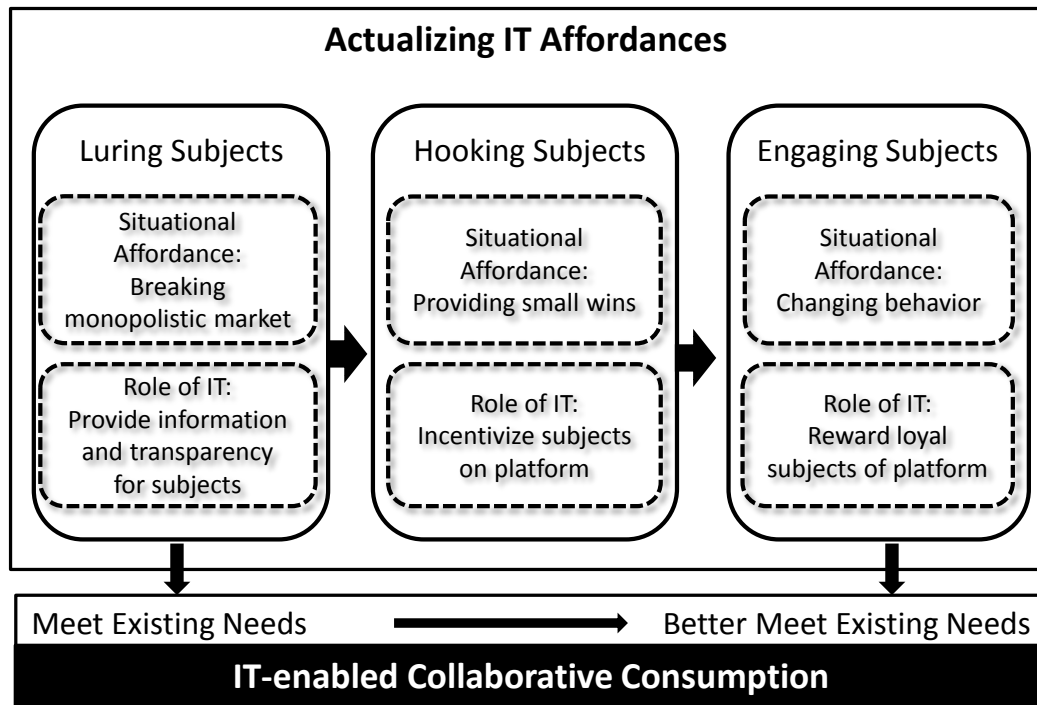 Actualizing IT Affordances
Luring Subjects
Situational
Affordance:
Breaking
monopolistic market
Role of IT:
Provide information
and transparency
for subjects
Hooking Subjects
Situational
Affordance:
Providing small wins
Role of IT:
Incentivize subjects
on platform
Engaging Subjects
Situational
Affordance:
Changing behavior
Role of IT:
Reward loyal
subjects of platform
Meet Existing Needs
Better Meet Existing Needs
IT-enabled Collaborative Consumption